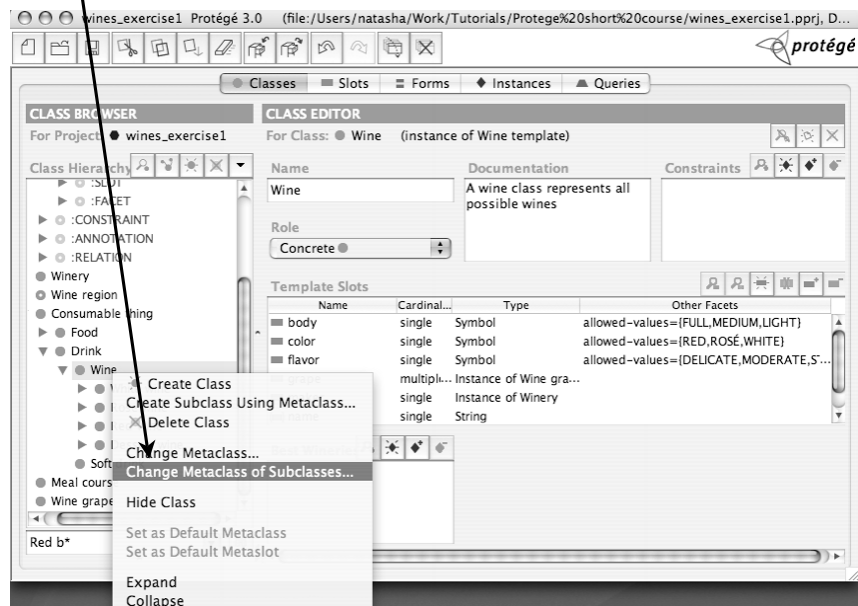 wines_exercise1 Protégé 3.0 (file:/Users/natasha/Work/Tutorials/Protege%20short%20course/wines_exercise1.pprj, D...
protégé
Classes Slots Forms Instances Queries
CLASS BROWSER
For Project: wines_exercise1
Class Hierarchy
:SLOT
:FACET
:CONSTRAINT
:ANNOTATION
:RELATION
Winery
Wine region
Consumable thing
Food
Drink
Wine
Meal cours
Wine grape
Red b*
CLASS EDITOR
For Class: Wine (instance of Wine template)
Name
Wine
Documentation
A wine class represents all
possible wines
Constraints
Role
Concrete
Template Slots
Name Cardinal... Type Other Facets
body single Symbol allowed-values={FULL,MEDIUM,LIGHT}
color single Symbol allowed-values={RED,ROSÉ,WHITE}
flavor single Symbol allowed-values={DELICATE,MODERATE,ST...
multiple... Instance of Wine gra...
single Instance of Winery
single String
Create Class
Create Subclass Using Metaclass...
Delete Class
Change Metaclass...
Change Metaclass of Subclasses...
Hide Class
Set as Default Metaclass
Set as Default Metaslot
Expand
Collapse